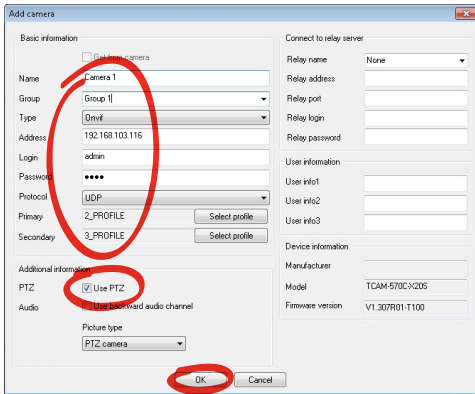 Add camera
Basic information
Get from camera
Name Camera 1
Group Group 1
Type Onvif
Address 192.168.103.116
Login admin
Password ●●●●
Protocol UDP
Primary 2_PROFILE Select profile
Secondary 3_PROFILE Select profile
Additional information
PTZ Use PTZ
Audio Use backward audio channel
Picture type
PTZ camera
Connect to relay server
Relay name None
Relay address
Relay port
Relay login
Relay password
User information
User info1
User info2
User info3
Device information
Manufacturer
Model TCAM-570C-X20S
Firmware version V1.307R01-T100
OK Cancel